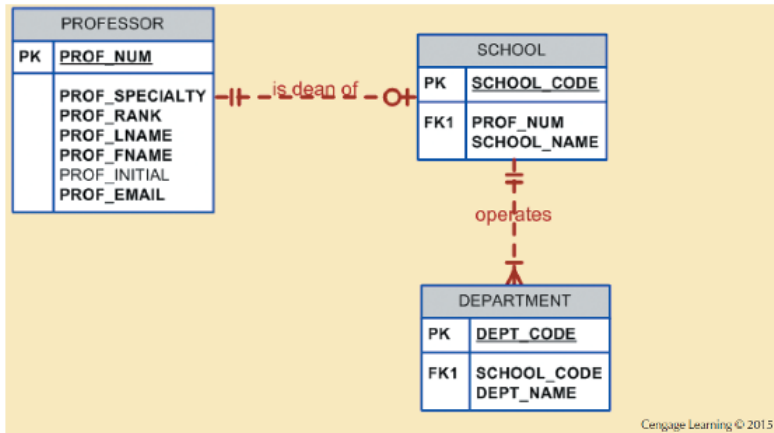 PROFESSOR
PK PROF_NUM
PROF_SPECIALTY
PROF_RANK
PROF_LNAME
PROF_FNAME
PROF_INITIAL
PROF_EMAIL
is dean of
SCHOOL
PK SCHOOL_CODE
FK1 PROF_NUM
SCHOOL_NAME
operates
DEPARTMENT
PK DEPT_CODE
FK1 SCHOOL_CODE
DEPT_NAME
Cengage Learning © 2015